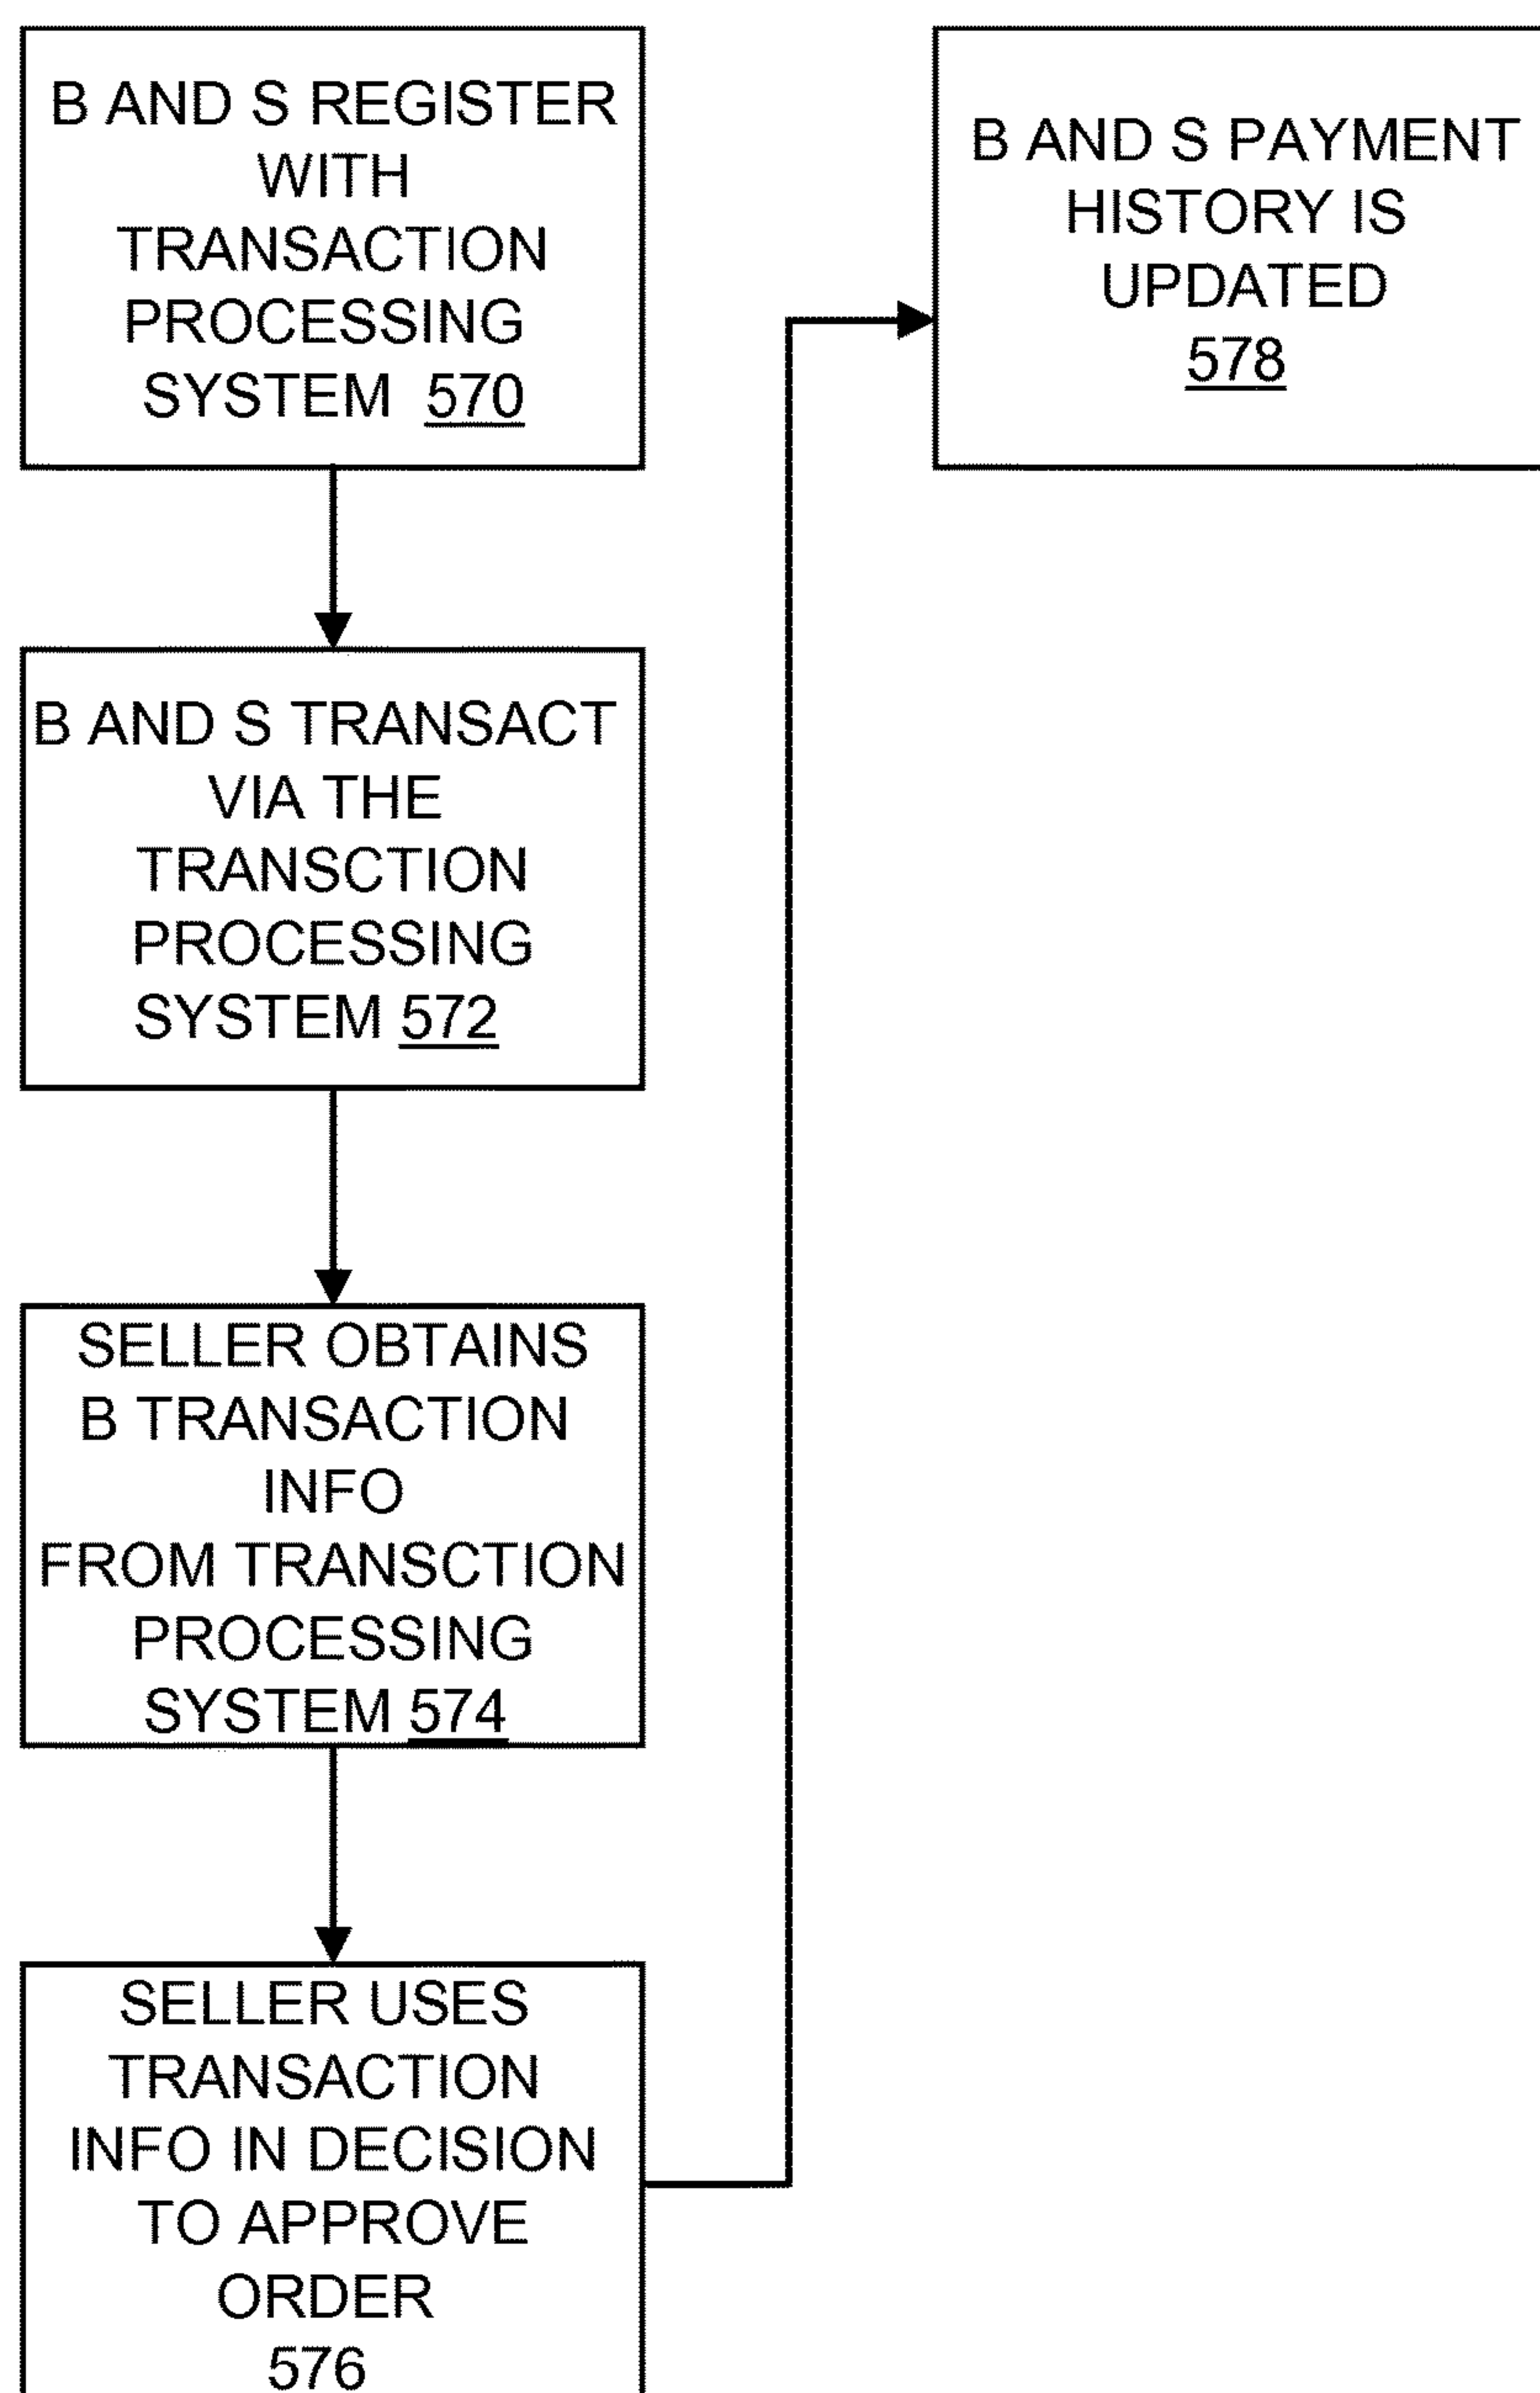 B AND S REGISTER
WITH
TRANSACTION
PROCESSING
SYSTEM 570
B AND S TRANSACT
VIA THE
TRANSCTION
PROCESSING
SYSTEM 572
SELLER OBTAINS
B TRANSACTION
INFO
FROM TRANSCTION
PROCESSING
SYSTEM 574
SELLER USES
TRANSACTION
INFO IN DECISION
TO APPROVE
ORDER
576
B AND S PAYMENT
HISTORY IS
UPDATED
578